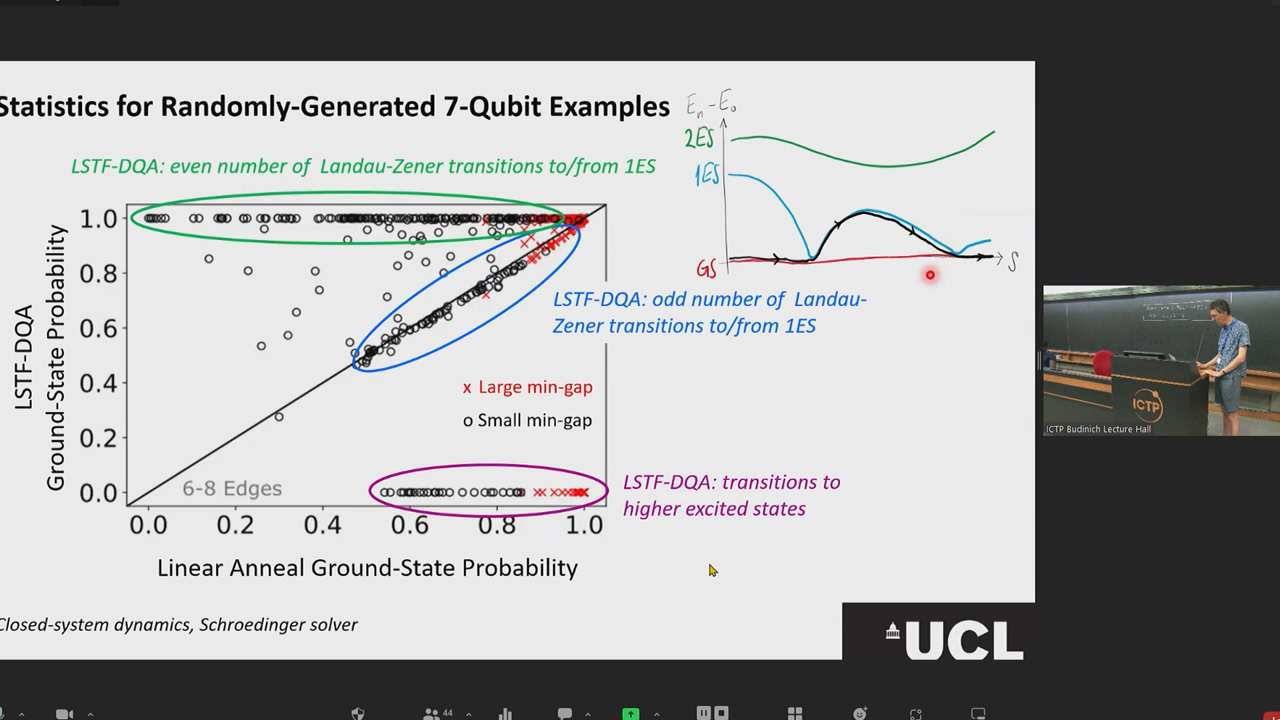 Statistics for Randomly-Generated 7-Qubit Examples
LSTF-DQA: even number of Landau-Zener transitions to/from 1ES
LSTF-DQA
Ground-State Probability
1.0
0.8
0.6
0.4
0.2
0.0
LSTF-DQA: odd number of Landau-
Zener transitions to/from 1ES
x Large min-gap
o Small min-gap
6-8 Edges
LSTF-DQA: transitions to
higher excited states
0.0 0.2 0.4 0.6 0.8 1.0
Linear Anneal Ground-State Probability
Closed-system dynamics, Schroedinger solver
Eₙ-E₀
2ES
1ES
GS
S
UCL
ICTP
ICTP Budinich Lecture Hall
44